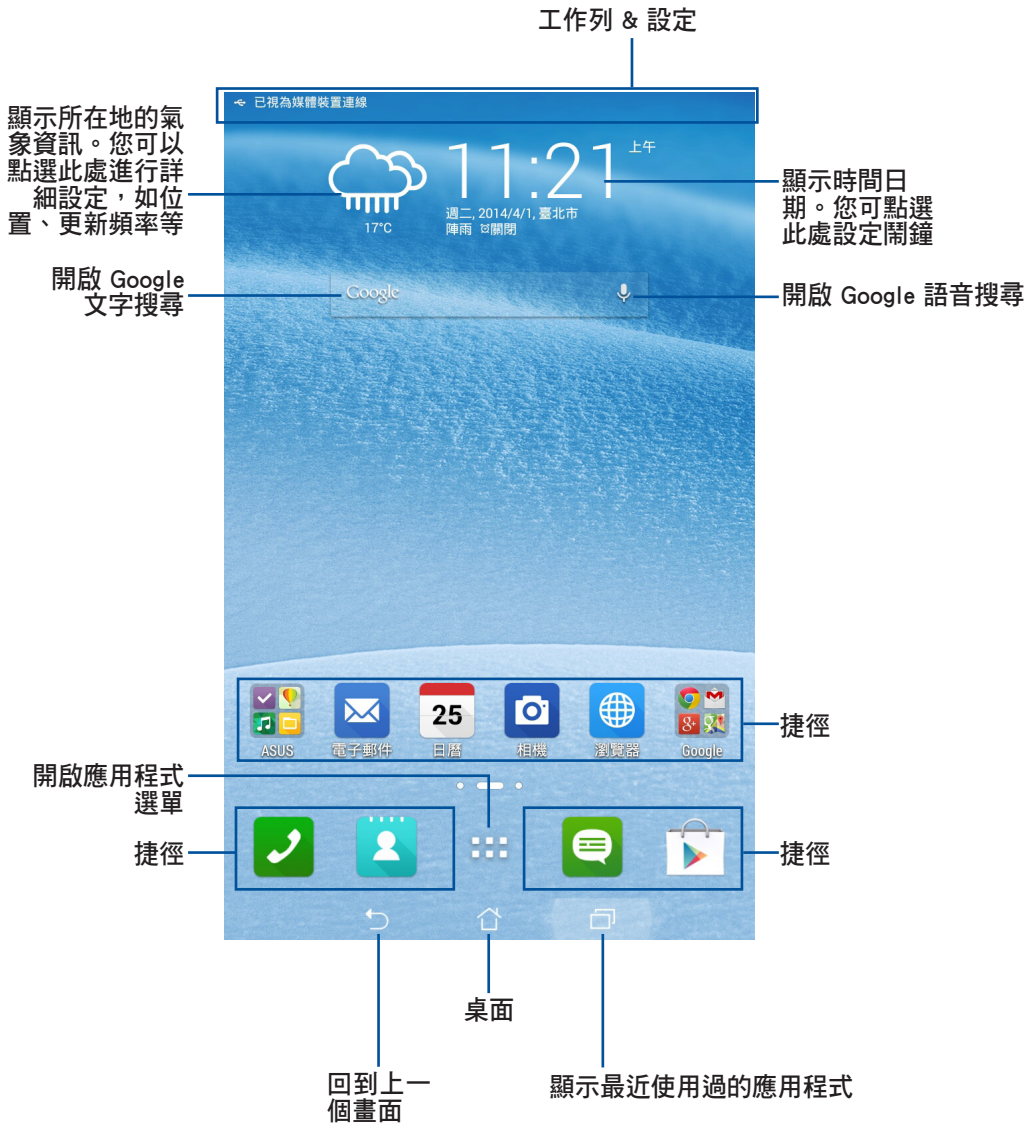 工作列 & 設定
已視為媒體裝置連線
顯示所在地的氣
象資訊。您可以
點選此處進行詳
細設定，如位
置、更新頻率等
11:21
上午
17°C
週二, 2014/4/1, 臺北市
陣雨 關閉
顯示時間日
期。您可點選
此處設定鬧鐘
開啟 Google
文字搜尋
Google
開啟 Google 語音搜尋
25
8+
ASUS
電子郵件
日曆
相機
瀏覽器
Google
捷徑
開啟應用程式
選單
捷徑
捷徑
桌面
回到上一
個畫面
顯示最近使用過的應用程式